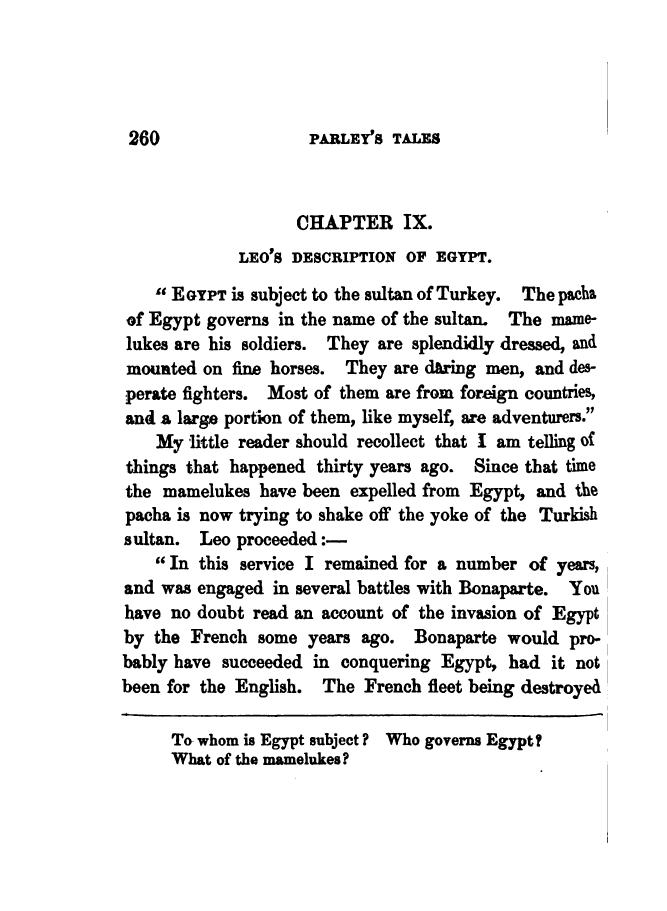 260 PARLEY'S TALES
CHAPTER IX.
LEO'S DESCRIPTION OF EGYPT.
“ EGYPT is subject to the sultan of Turkey. The pacha
of Egypt governs in the name of the sultan. The mame-
lukes are his soldiers. They are splendidly dressed, and
mounted on fine horses. They are daring men, and des-
perate fighters. Most of them are from foreign countries,
and a large portion of them, like myself, are adventurers.”
My little reader should recollect that I am telling of
things that happened thirty years ago. Since that time
the mamelukes have been expelled from Egypt, and the
pacha is now trying to shake off the yoke of the Turkish
sultan. Leo proceeded :—
“ In this service I remained for a number of years,
and was engaged in several battles with Bonaparte. You
have no doubt read an account of the invasion of Egypt
by the French some years ago. Bonaparte would pro-
bably have succeeded in conquering Egypt, had it not
been for the English. The French fleet being destroyed
To whom is Egypt subject ? Who governs Egypt ?
What of the mamelukes ?